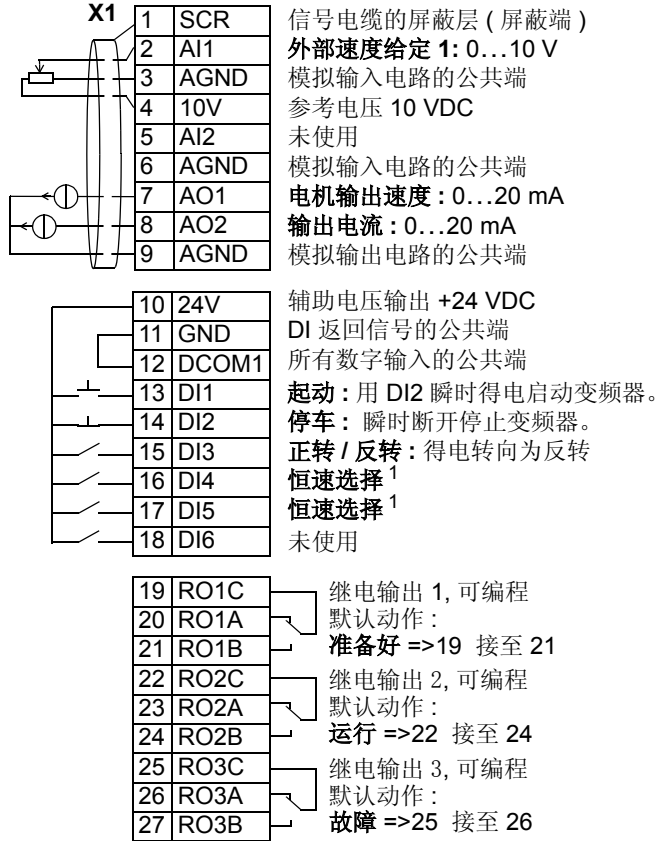 X1
1 SCR 信号电缆的屏蔽层 ( 屏蔽端 )
2 AI1 外部速度给定 1: 0…10 V
3 AGND 模拟输入电路的公共端
4 10V 参考电压 10 VDC
5 AI2 未使用
6 AGND 模拟输入电路的公共端
7 AO1 电机输出速度 : 0…20 mA
8 AO2 输出电流 : 0…20 mA
9 AGND 模拟输出电路的公共端
10 24V 辅助电压输出 +24 VDC
11 GND DI 返回信号的公共端
12 DCOM1 所有数字输入的公共端
13 DI1 起动 : 用 DI2 瞬时得电启动变频器。
14 DI2 停车 : 瞬时断开停止变频器。
15 DI3 正转 / 反转 : 得电转向为反转
16 DI4 恒速选择 1
17 DI5 恒速选择 1
18 DI6 未使用
19 RO1C 继电输出 1, 可编程
20 RO1A 默认动作 :
21 RO1B 准备好 =>19 接至 21
22 RO2C 继电输出 2, 可编程
23 RO2A 默认动作 :
24 RO2B 运行 =>22 接至 24
25 RO3C 继电输出 3, 可编程
26 RO3A 默认动作 :
27 RO3B 故障 =>25 接至 26